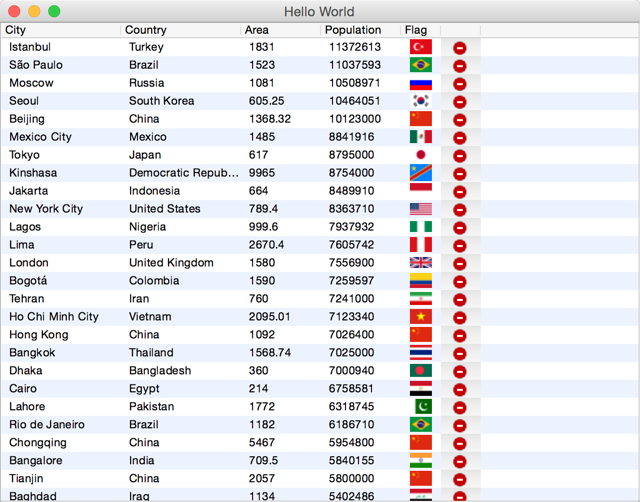 Hello World
City Country Area Population Flag
Istanbul Turkey 1831 11372613
São Paulo Brazil 1523 11037593
Moscow Russia 1081 10508971
Seoul South Korea 605.25 10464051
Beijing China 1368.32 10123000
Mexico City Mexico 1485 8841916
Tokyo Japan 617 8795000
Kinshasa Democratic Repub... 9965 8754000
Jakarta Indonesia 664 8489910
New York City United States 789.4 8363710
Lagos Nigeria 999.6 7937932
Lima Peru 2670.4 7605742
London United Kingdom 1580 7556900
Bogotá Colombia 1590 7259597
Tehran Iran 760 7241000
Ho Chi Minh City Vietnam 2095.01 7123340
Hong Kong China 1092 7026400
Bangkok Thailand 1568.74 7025000
Dhaka Bangladesh 360 7000940
Cairo Egypt 214 6758581
Lahore Pakistan 1772 6318745
Rio de Janeiro Brazil 1182 6186710
Chongqing China 5467 5954800
Bangalore India 709.5 5840155
Tianjin China 2057 5800000
Baghdad Iraq 1134 5402486